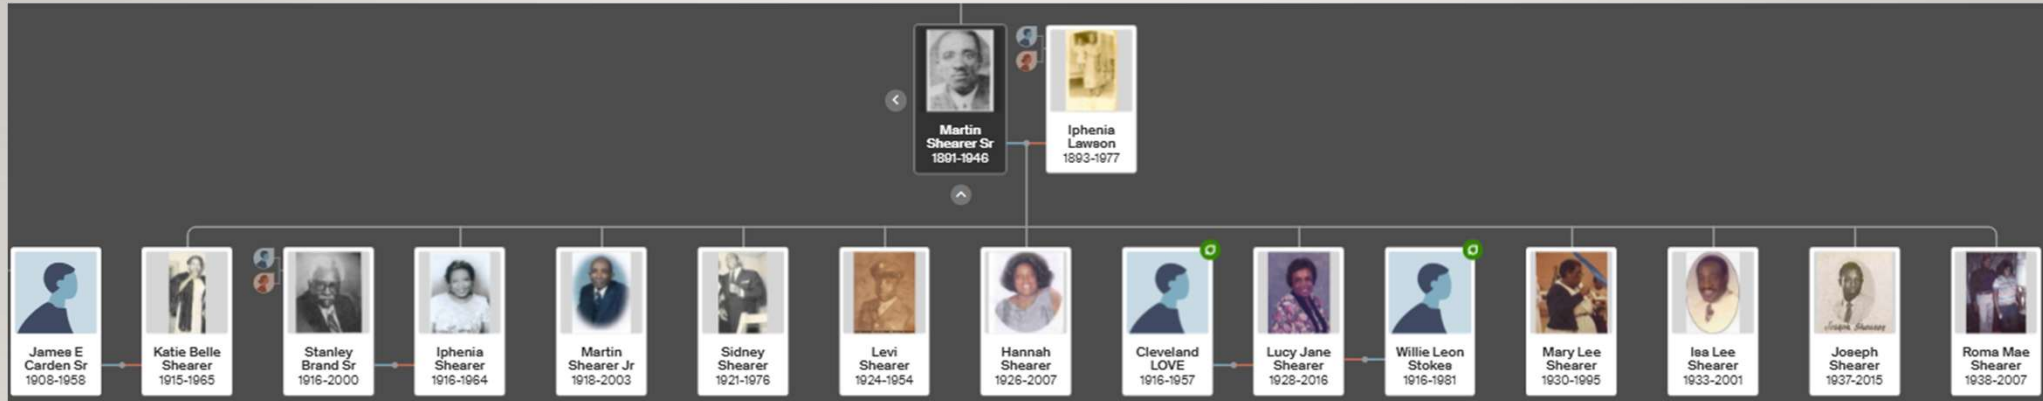 Martin
Shearer Sr
1891-1946
Iphenia
Lawson
1893-1977
James E
Carden Sr
1908-1958
Katie Belle
Shearer
1915-1965
Stanley
Brand Sr
1916-2000
Iphenia
Shearer
1916-1964
Martin
Shearer Jr
1918-2003
Sidney
Shearer
1921-1976
Levi
Shearer
1924-1954
Hannah
Shearer
1926-2007
Cleveland
LOVE
1916-1957
Lucy Jane
Shearer
1928-2016
Willie Leon
Stokes
1916-1981
Mary Lee
Shearer
1930-1995
Isa Lee
Shearer
1933-2001
Joseph Shearer
Joseph
Shearer
1937-2015
Roma Mae
Shearer
1938-2007